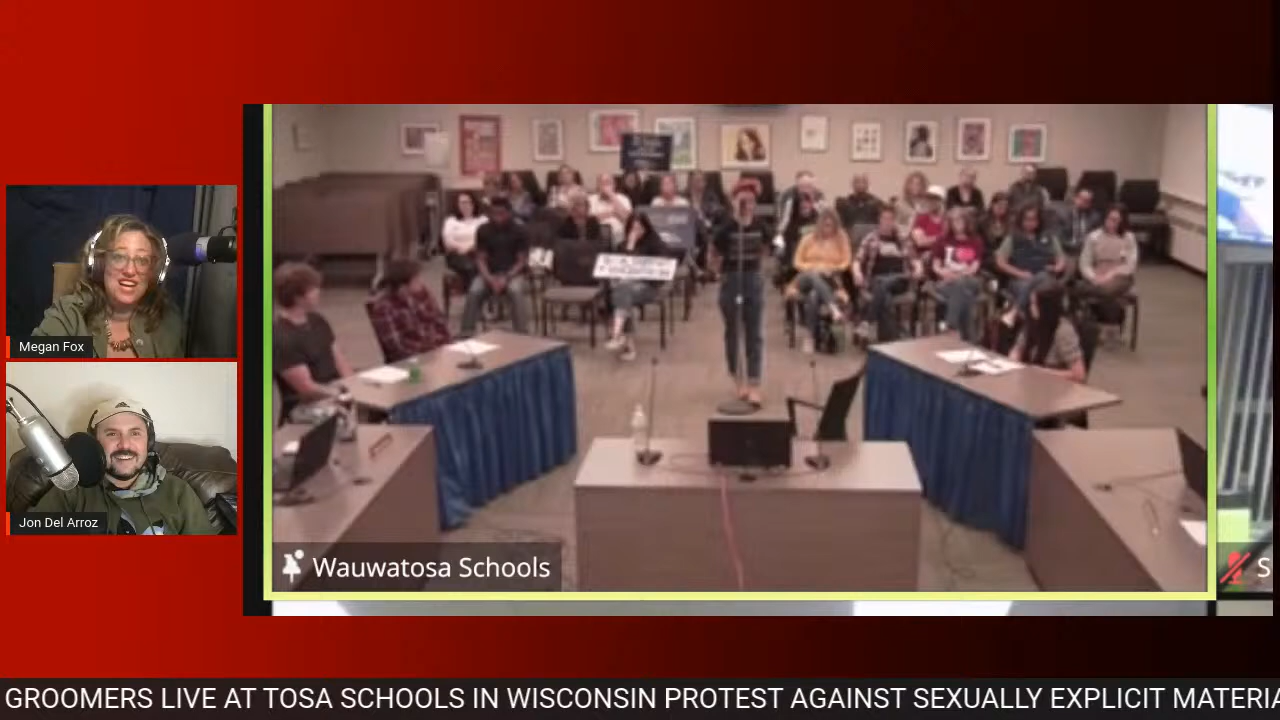 Megan Fox
Jon Del Arroz
Wauwatosa Schools
S
GROOMERS LIVE AT TOSA SCHOOLS IN WISCONSIN PROTEST AGAINST SEXUALLY EXPLICIT MATERIA